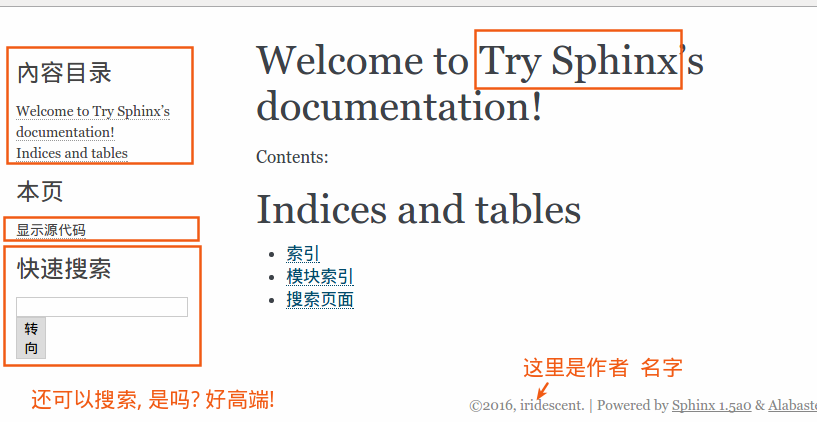 內容目录
Welcome to Try Sphinx’s
documentation!
Indices and tables
本页
显示源代码
快速搜索
转
向
还可以搜索, 是吗? 好高端!
Welcome to Try Sphinx’s
documentation!
Contents:
Indices and tables
索引
模块索引
搜索页面
这里是作者 名字
©2016, iridescent. | Powered by Sphinx 1.5a0 & Alabaste